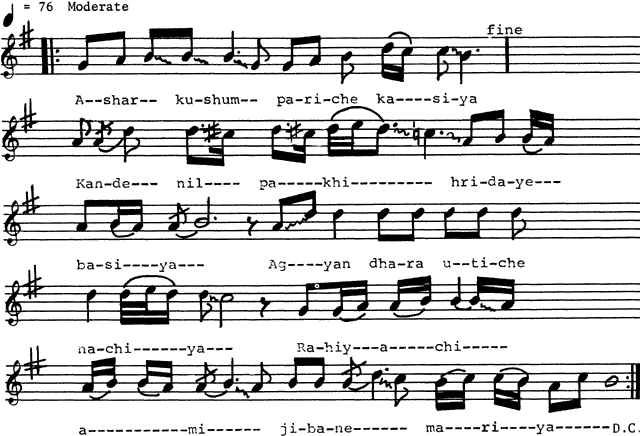 = 76 Moderate
fine
A--shar-- ku-shum-- pa-ri-che ka----si-ya
Kan-de--- nil---- pa-----khi--------- hri-da-ye---
ba-si----ya--- Ag----yan dha-ra u--ti-che
na-chi------ya--- Ra-hiy---a-----chi-----
a-----------mi------ ji-ba-ne------ ma----ri----ya------D.C.